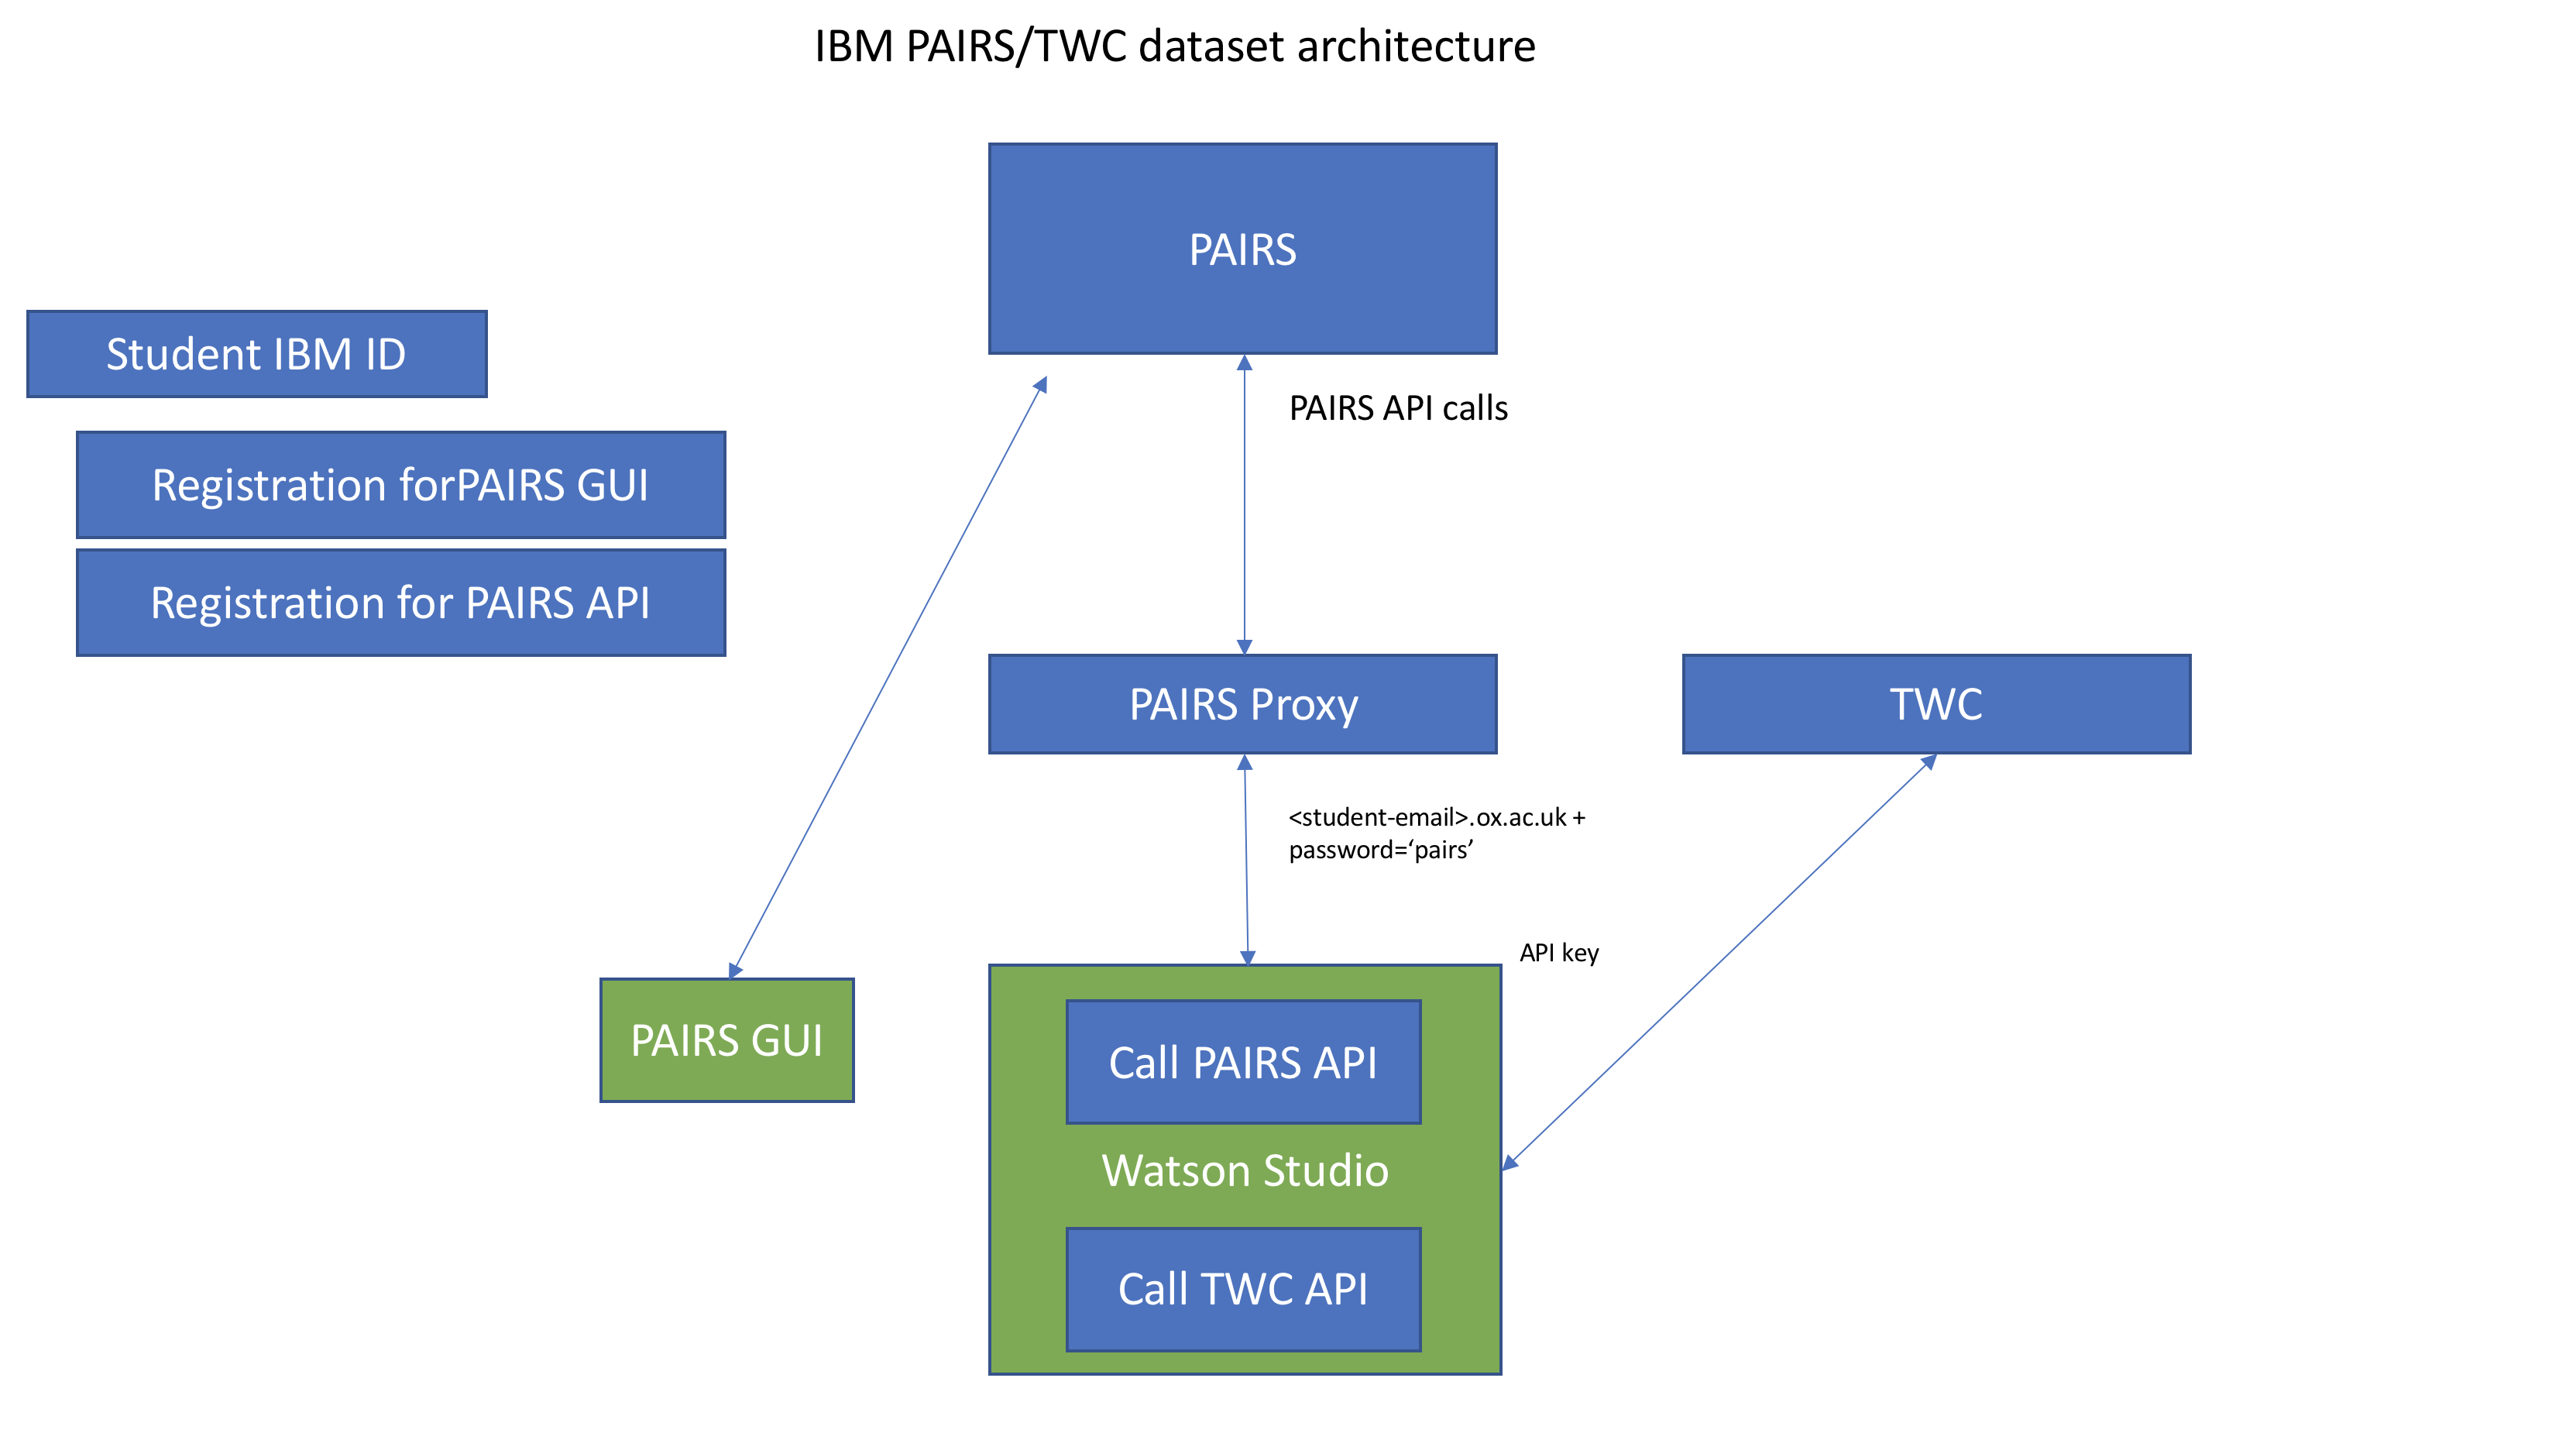 IBM PAIRS/TWC dataset architecture
PAIRS
Student IBM ID
PAIRS API calls
Registration forPAIRS GUI
Registration for PAIRS API
PAIRS Proxy
TWC
<student-email>.ox.ac.uk +
password=‘pairs’
API key
PAIRS GUI
Call PAIRS API
Watson Studio
Call TWC API